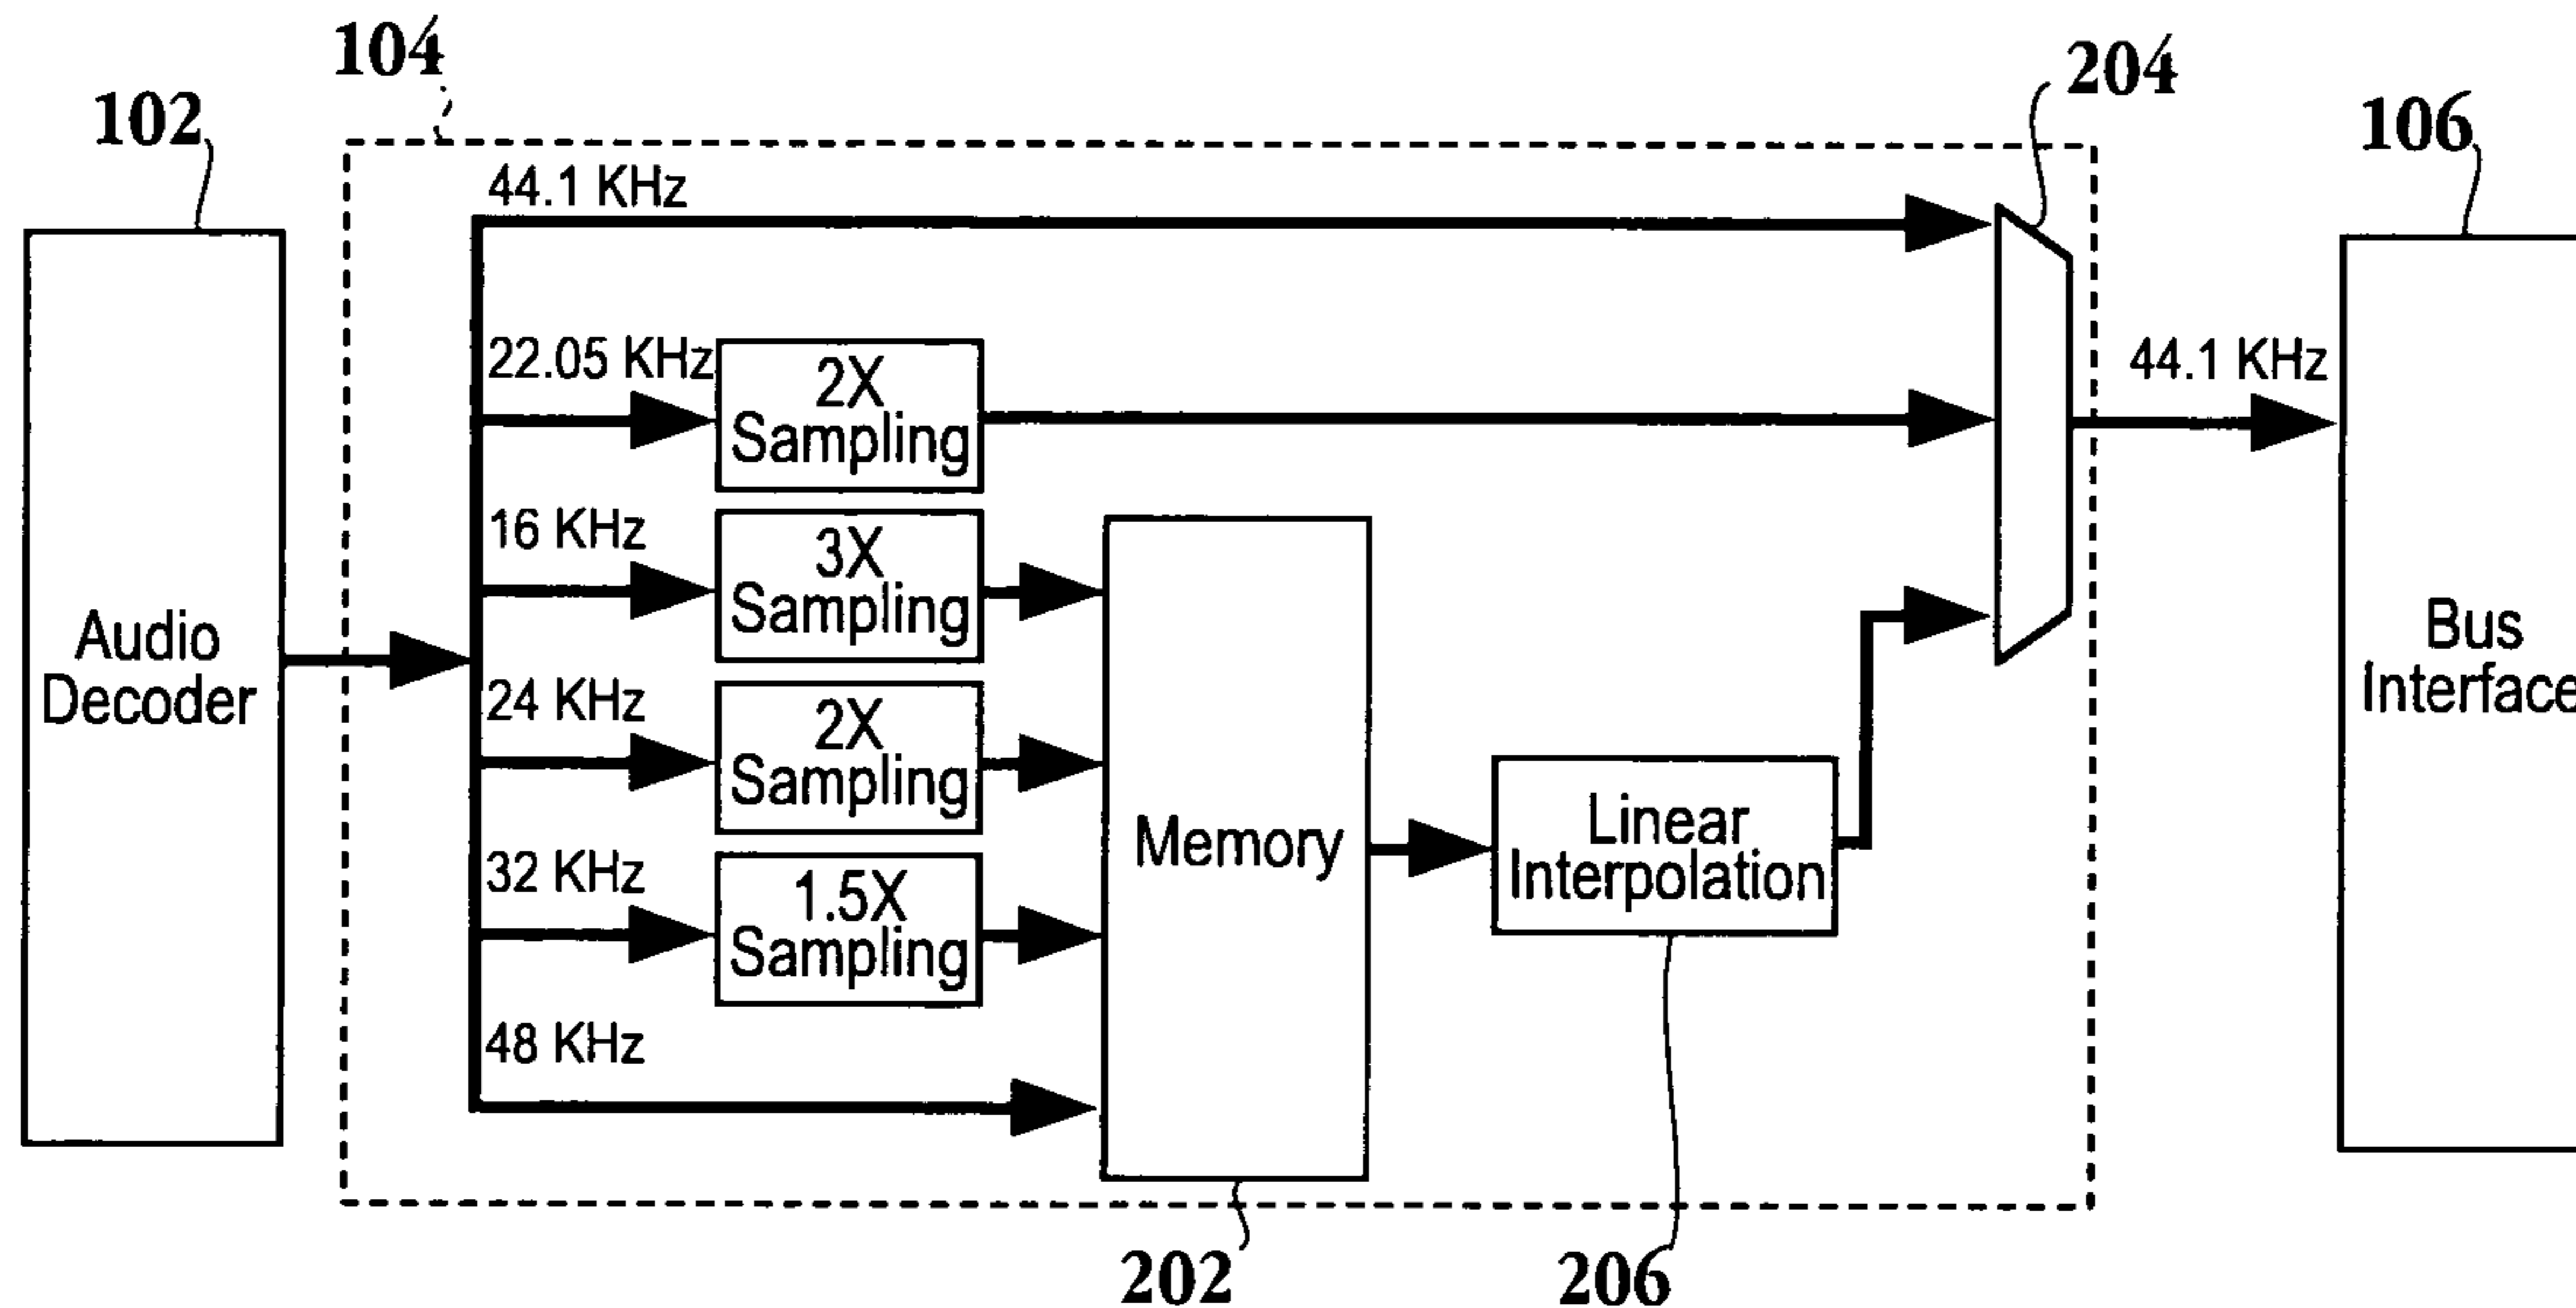 104
204
102
106
44.1 KHz
22.05 KHz
2X
Sampling
44.1 KHz
16 KHz
3X
Sampling
Audio
Decoder
24 KHz
2X
Sampling
Bus
Interface
32 KHz
1.5X
Sampling
Memory
Linear
Interpolation
48 KHz
202
206